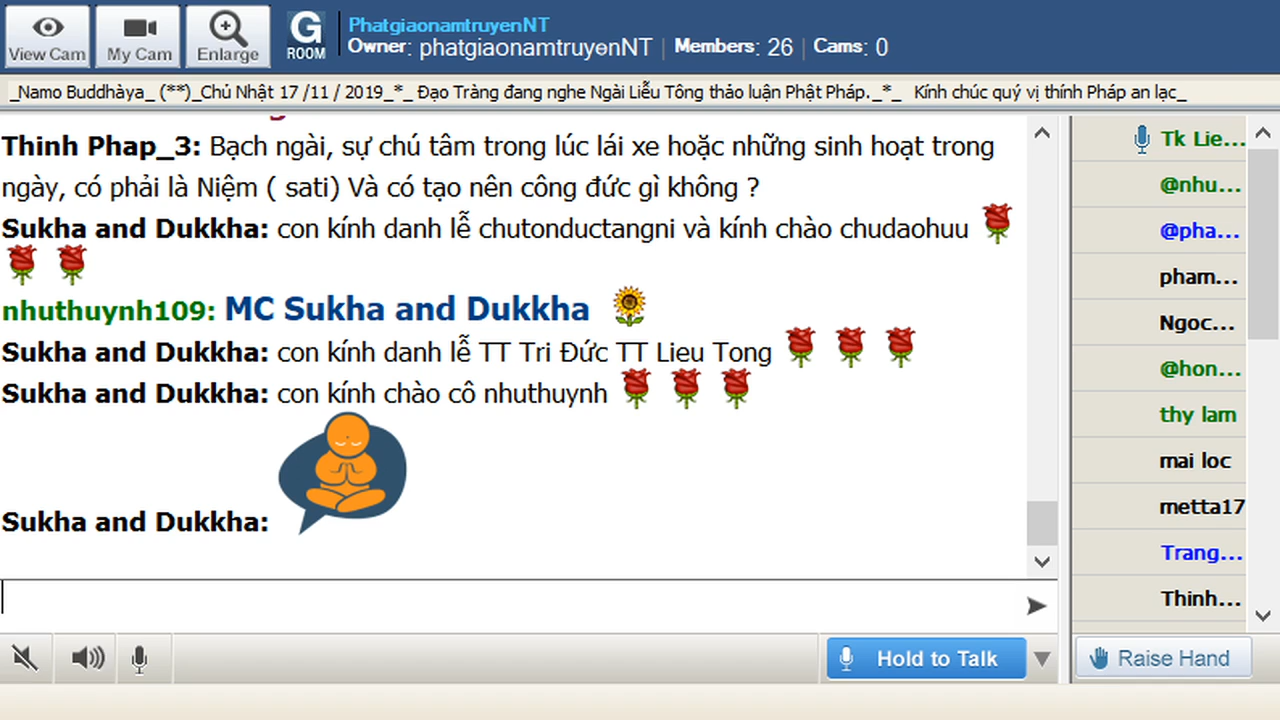 View Cam
My Cam
Enlarge
G
ROOM
PhatgiaonamtruyenNT
Owner: phatgiaonamtruyenNT | Members: 26 | Cams: 0
_Namo Buddhàya_ (**)_Chủ Nhật 17 /11 / 2019_*_ Đạo Tràng đang nghe Ngài Liễu Tông thảo luận Phật Pháp._*_ Kính chúc quý vị thính Pháp an lạc_
Thinh Phap_3: Bạch ngài, sự chú tâm trong lúc lái xe hoặc những sinh hoạt trong
ngày, có phải là Niệm ( sati) Và có tạo nên công đức gì không ?
Sukha and Dukkha: con kính danh lễ chutonductangni và kính chào chudaohuu
nhuthuynh109: MC Sukha and Dukkha
Sukha and Dukkha: con kính danh lễ TT Tri Đức TT Lieu Tong
Sukha and Dukkha: con kính chào cô nhuthuynh
Sukha and Dukkha:
Tk Lie...
@nhu...
@pha...
pham...
Ngoc...
@hon...
thy lam
mai loc
metta17
Trang...
Thinh...
Hold to Talk
Raise Hand